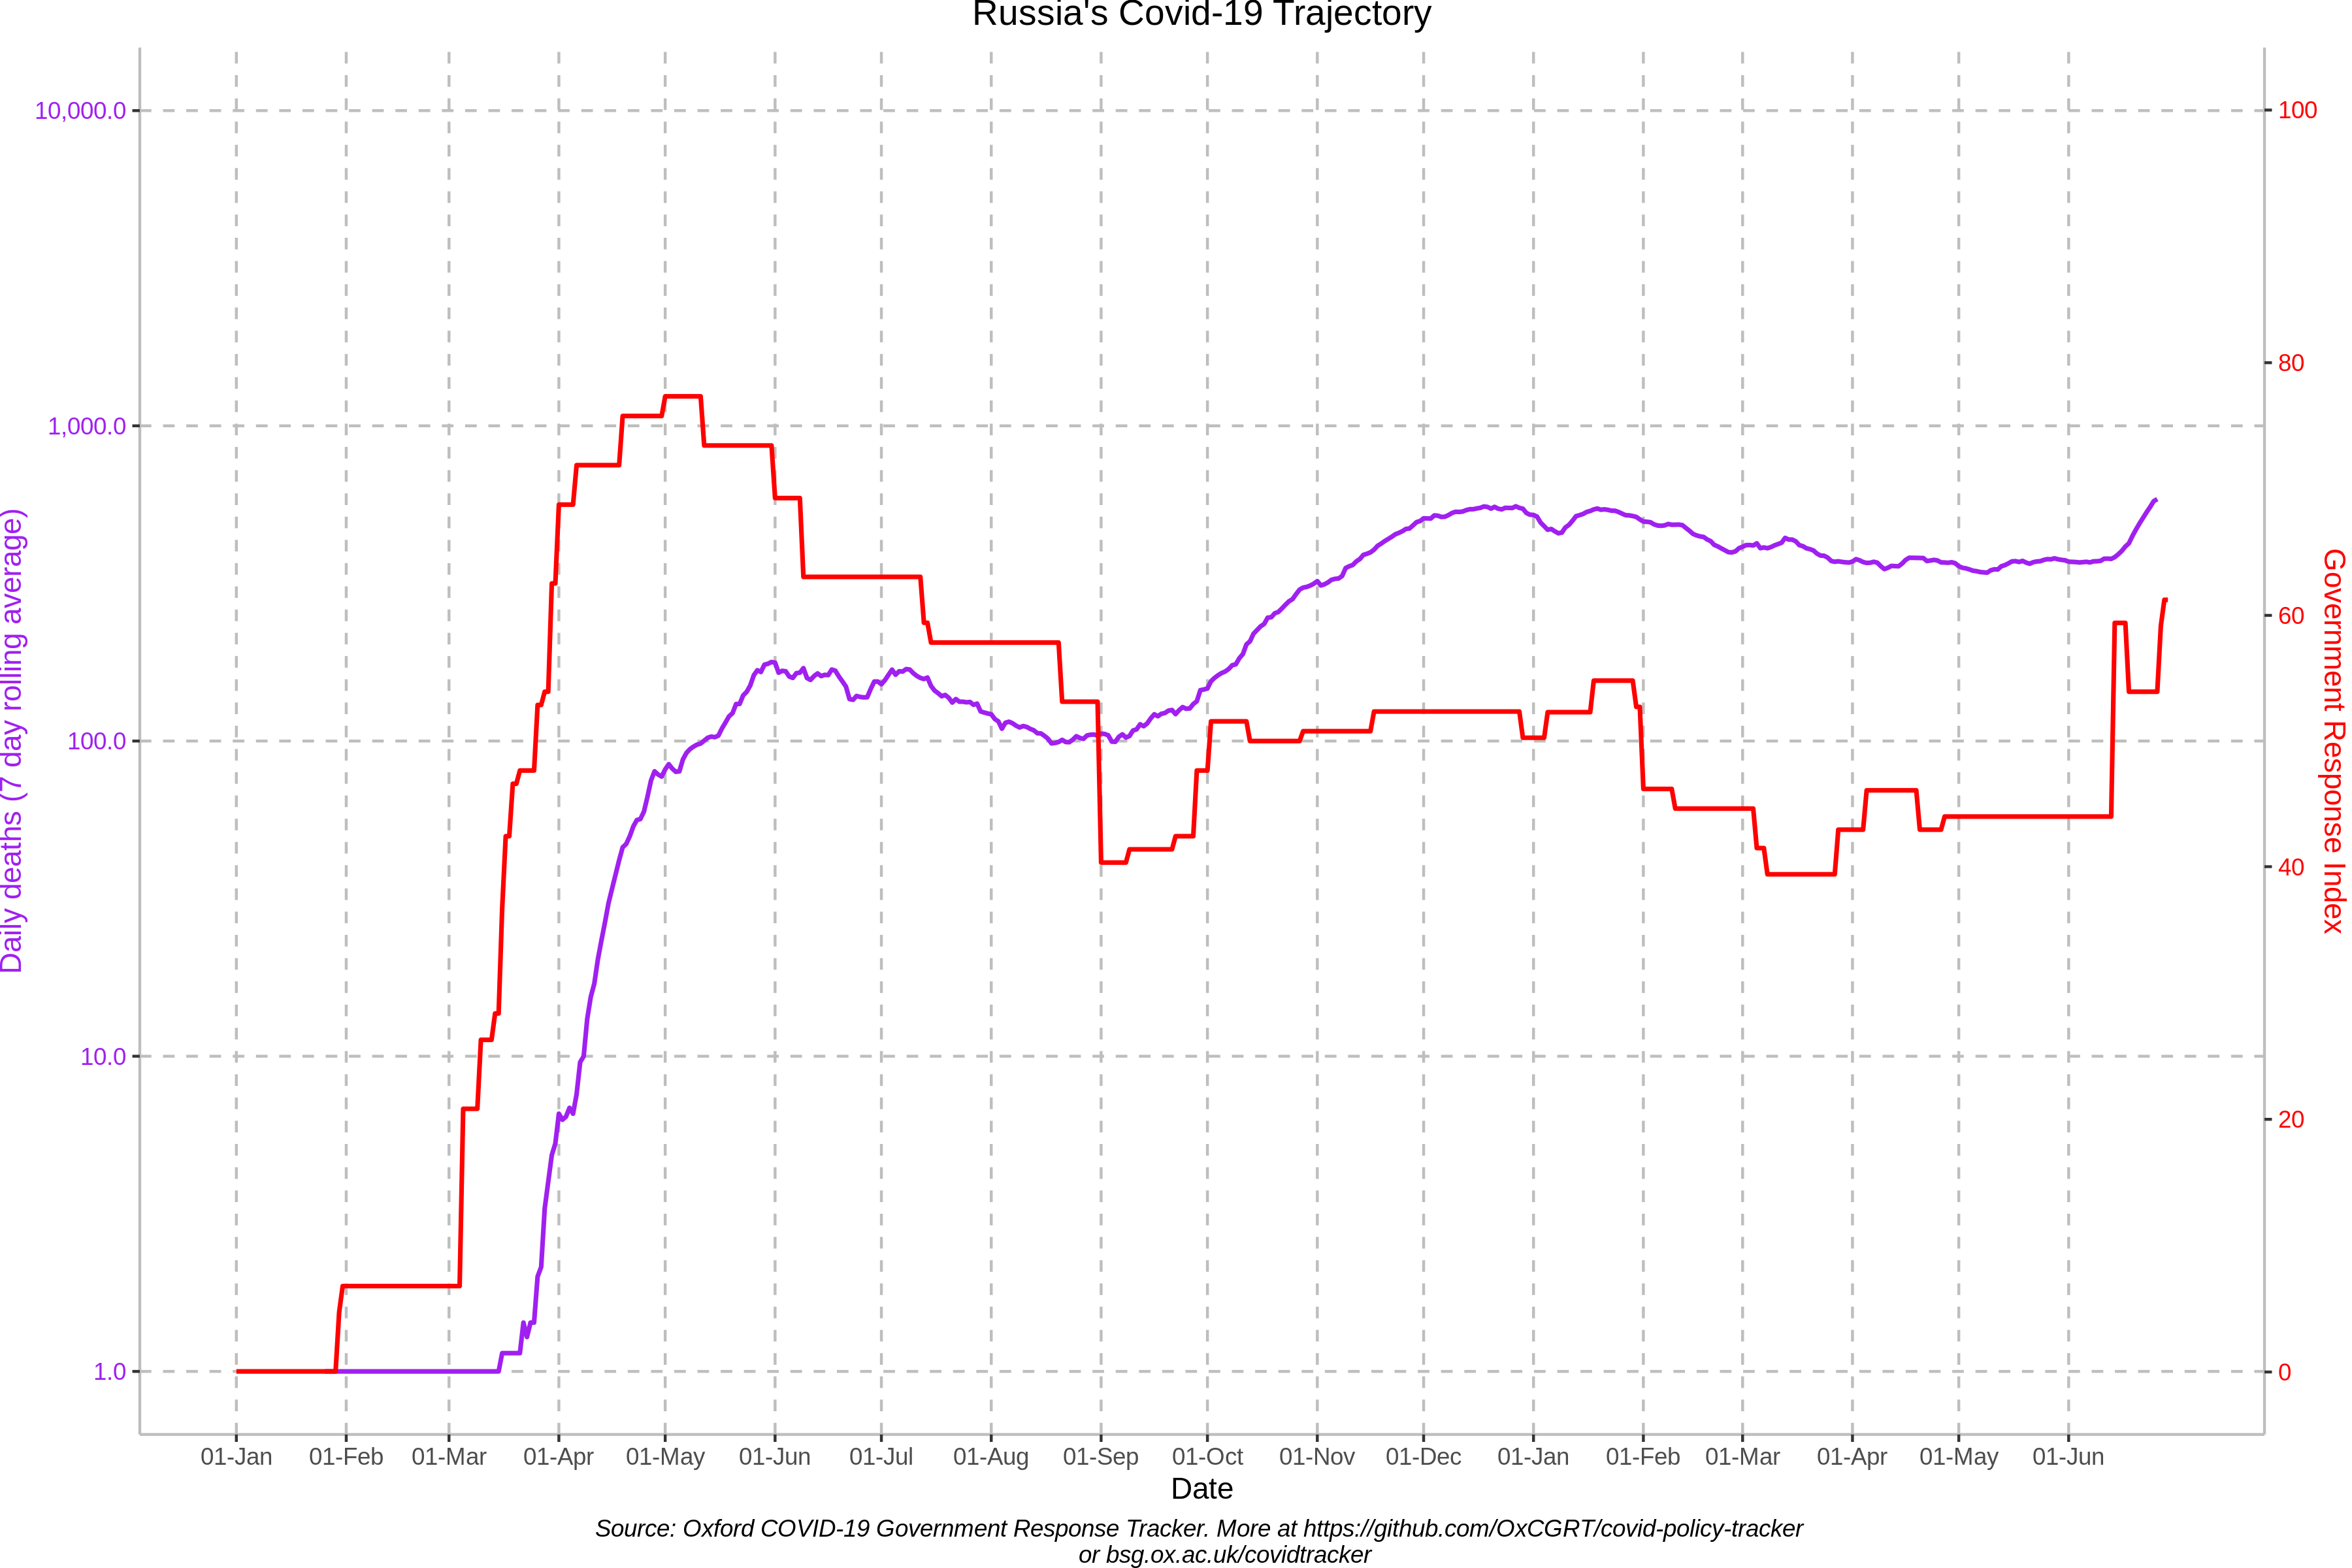 Russia's Covid-19 Trajectory
10,000.0
1,000.0
100.0
10.0
1.0
Daily deaths (7 day rolling average)
100
80
60
40
20
0
Government Response Index
01-Jan 01-Feb 01-Mar 01-Apr 01-May 01-Jun 01-Jul 01-Aug 01-Sep 01-Oct 01-Nov 01-Dec 01-Jan 01-Feb 01-Mar 01-Apr 01-May 01-Jun
Date
Source: Oxford COVID-19 Government Response Tracker. More at https://github.com/OxCGRT/covid-policy-tracker
or bsg.ox.ac.uk/covidtracker